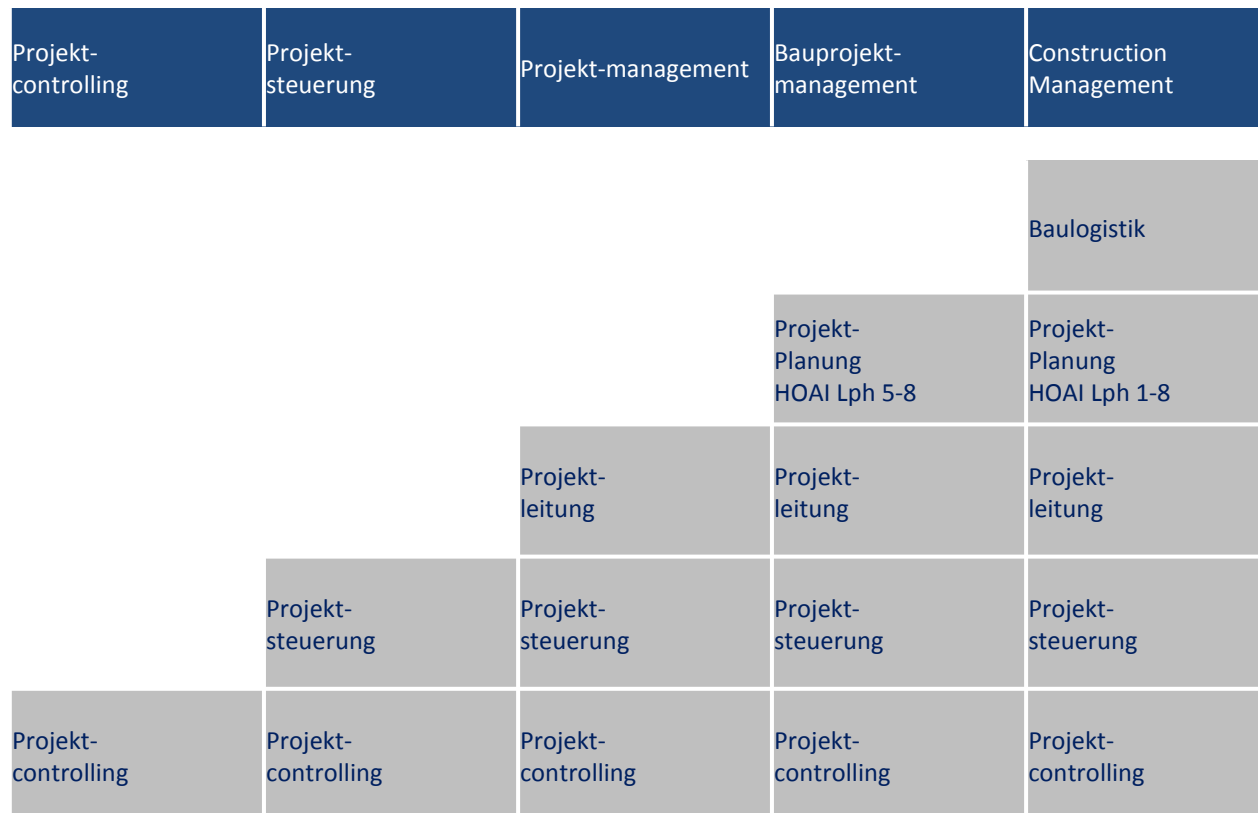 Projekt-
controlling
Projekt-
steuerung
Projekt-management
Bauprojekt-
management
Construction
Management
Baulogistik
Projekt-
Planung
HOAI Lph 5-8
Projekt-
Planung
HOAI Lph 1-8
Projekt-
leitung
Projekt-
leitung
Projekt-
leitung
Projekt-
steuerung
Projekt-
steuerung
Projekt-
steuerung
Projekt-
steuerung
Projekt-
controlling
Projekt-
controlling
Projekt-
controlling
Projekt-
controlling
Projekt-
controlling